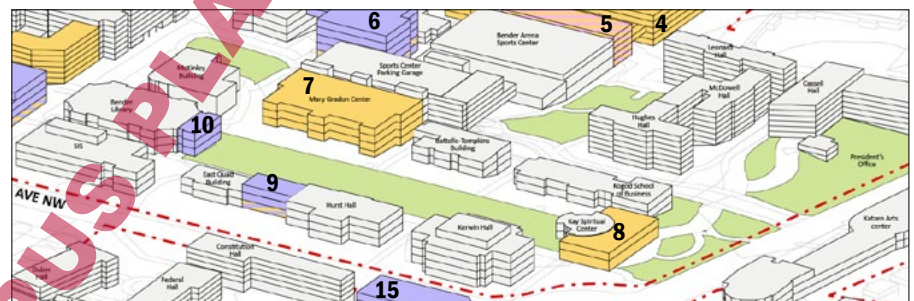 6
5
4
Bender Arena
Sports Center
Leonard
Hall
McKinley
Building
Sports Center
Parking Garage
7
Mary Gradon Center
McDowell
Hall
Cassell
Hall
Bender
Library
10
Hughes
Hall
SIS
Battelle-Tompkins
Building
President's
Office
East Quad
Building
9
Kogod School
of Business
AVE NW
Hurst Hall
Kay Spiritual
Center
8
Katzen Arts
center
Kerwin Hall
Constitution
Hall
Federal
Hall
15
PUS PLA